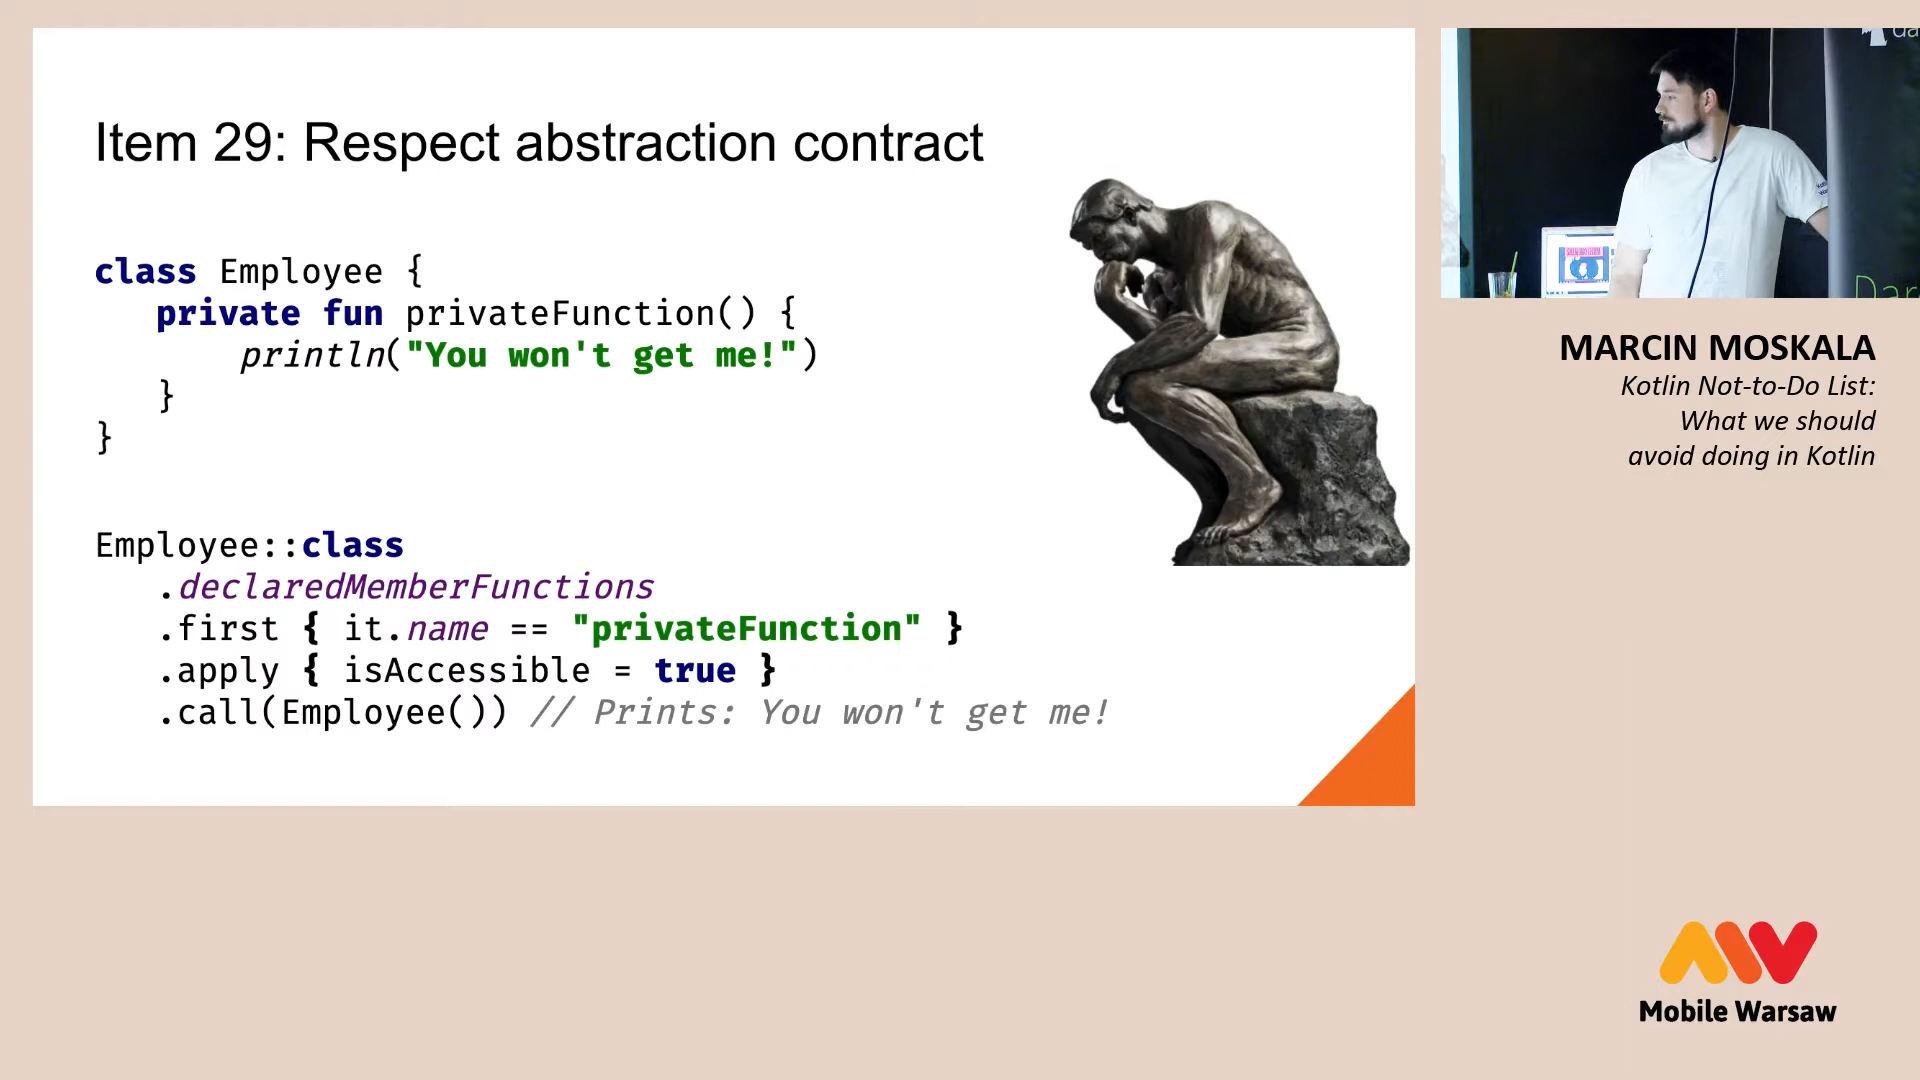 Item 29: Respect abstraction contract
class Employee {
private fun privateFunction() {
println("You won't get me!")
}
}
Employee::class
.declaredMemberFunctions
.first { it.name == "privateFunction" }
.apply { isAccessible = true }
.call(Employee()) // Prints: You won't get me!
MARCIN MOSKALA
Kotlin Not-to-Do List:
What we should
avoid doing in Kotlin
Mobile Warsaw